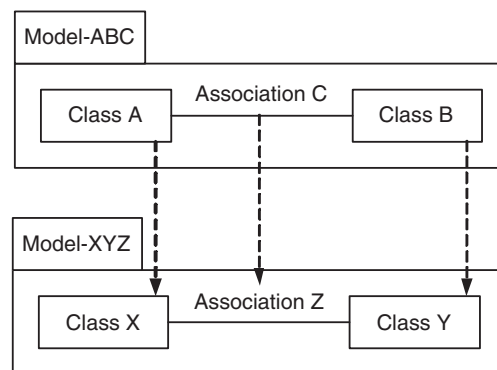 Model-ABC
Association C
Class A
Class B
Model-XYZ
Association Z
Class X
Class Y